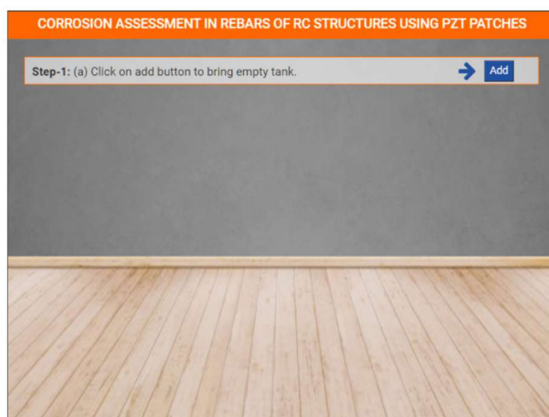 CORROSION ASSESSMENT IN REBARS OF RC STRUCTURES USING PZT PATCHES
Step-1: (a) Click on add button to bring empty tank.
Add